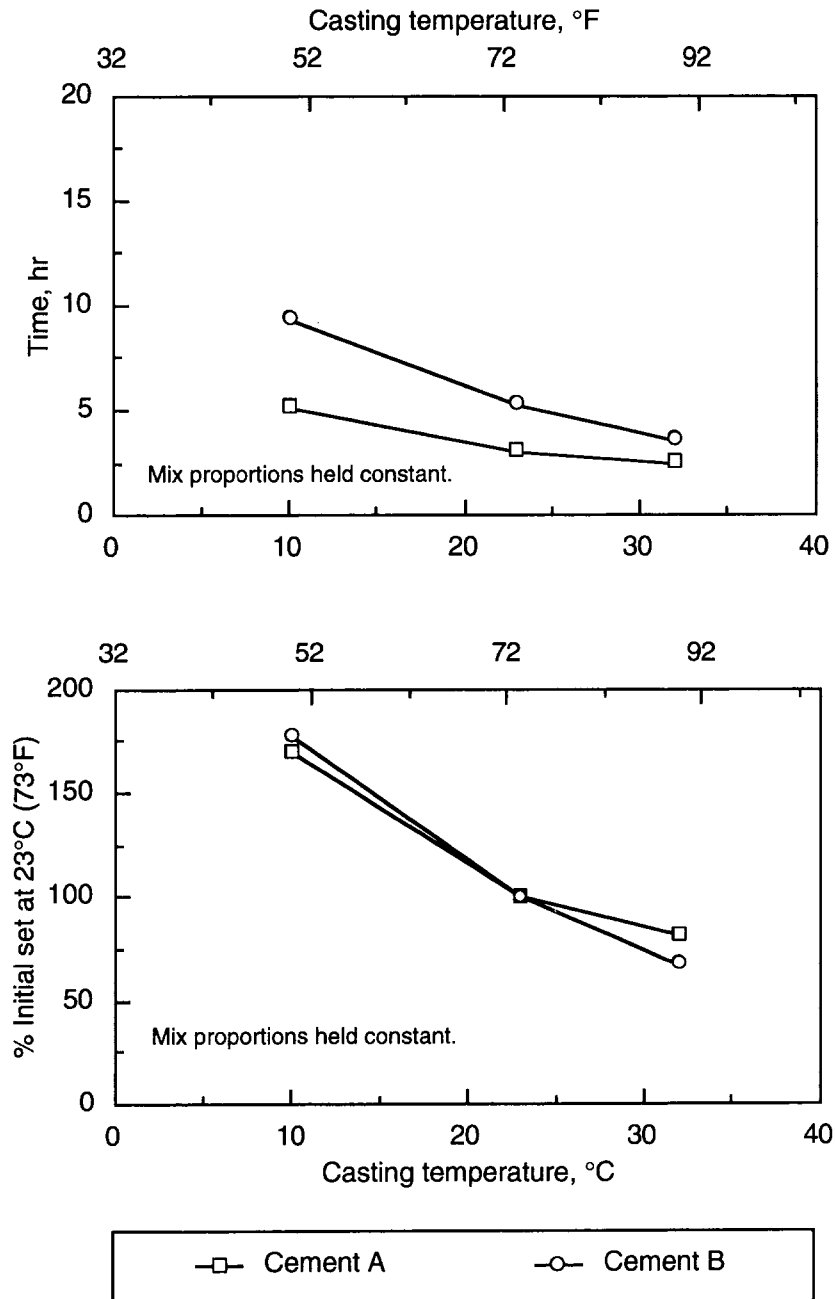 Casting temperature, °F
32 52 72 92
20
15
10
5
0
Time, hr
Mix proportions held constant.
0 10 20 30 40
32 52 72 92
200
150
100
50
0
% Initial set at 23°C (73°F)
Mix proportions held constant.
0 10 20 30 40
Casting temperature, °C
Cement A Cement B